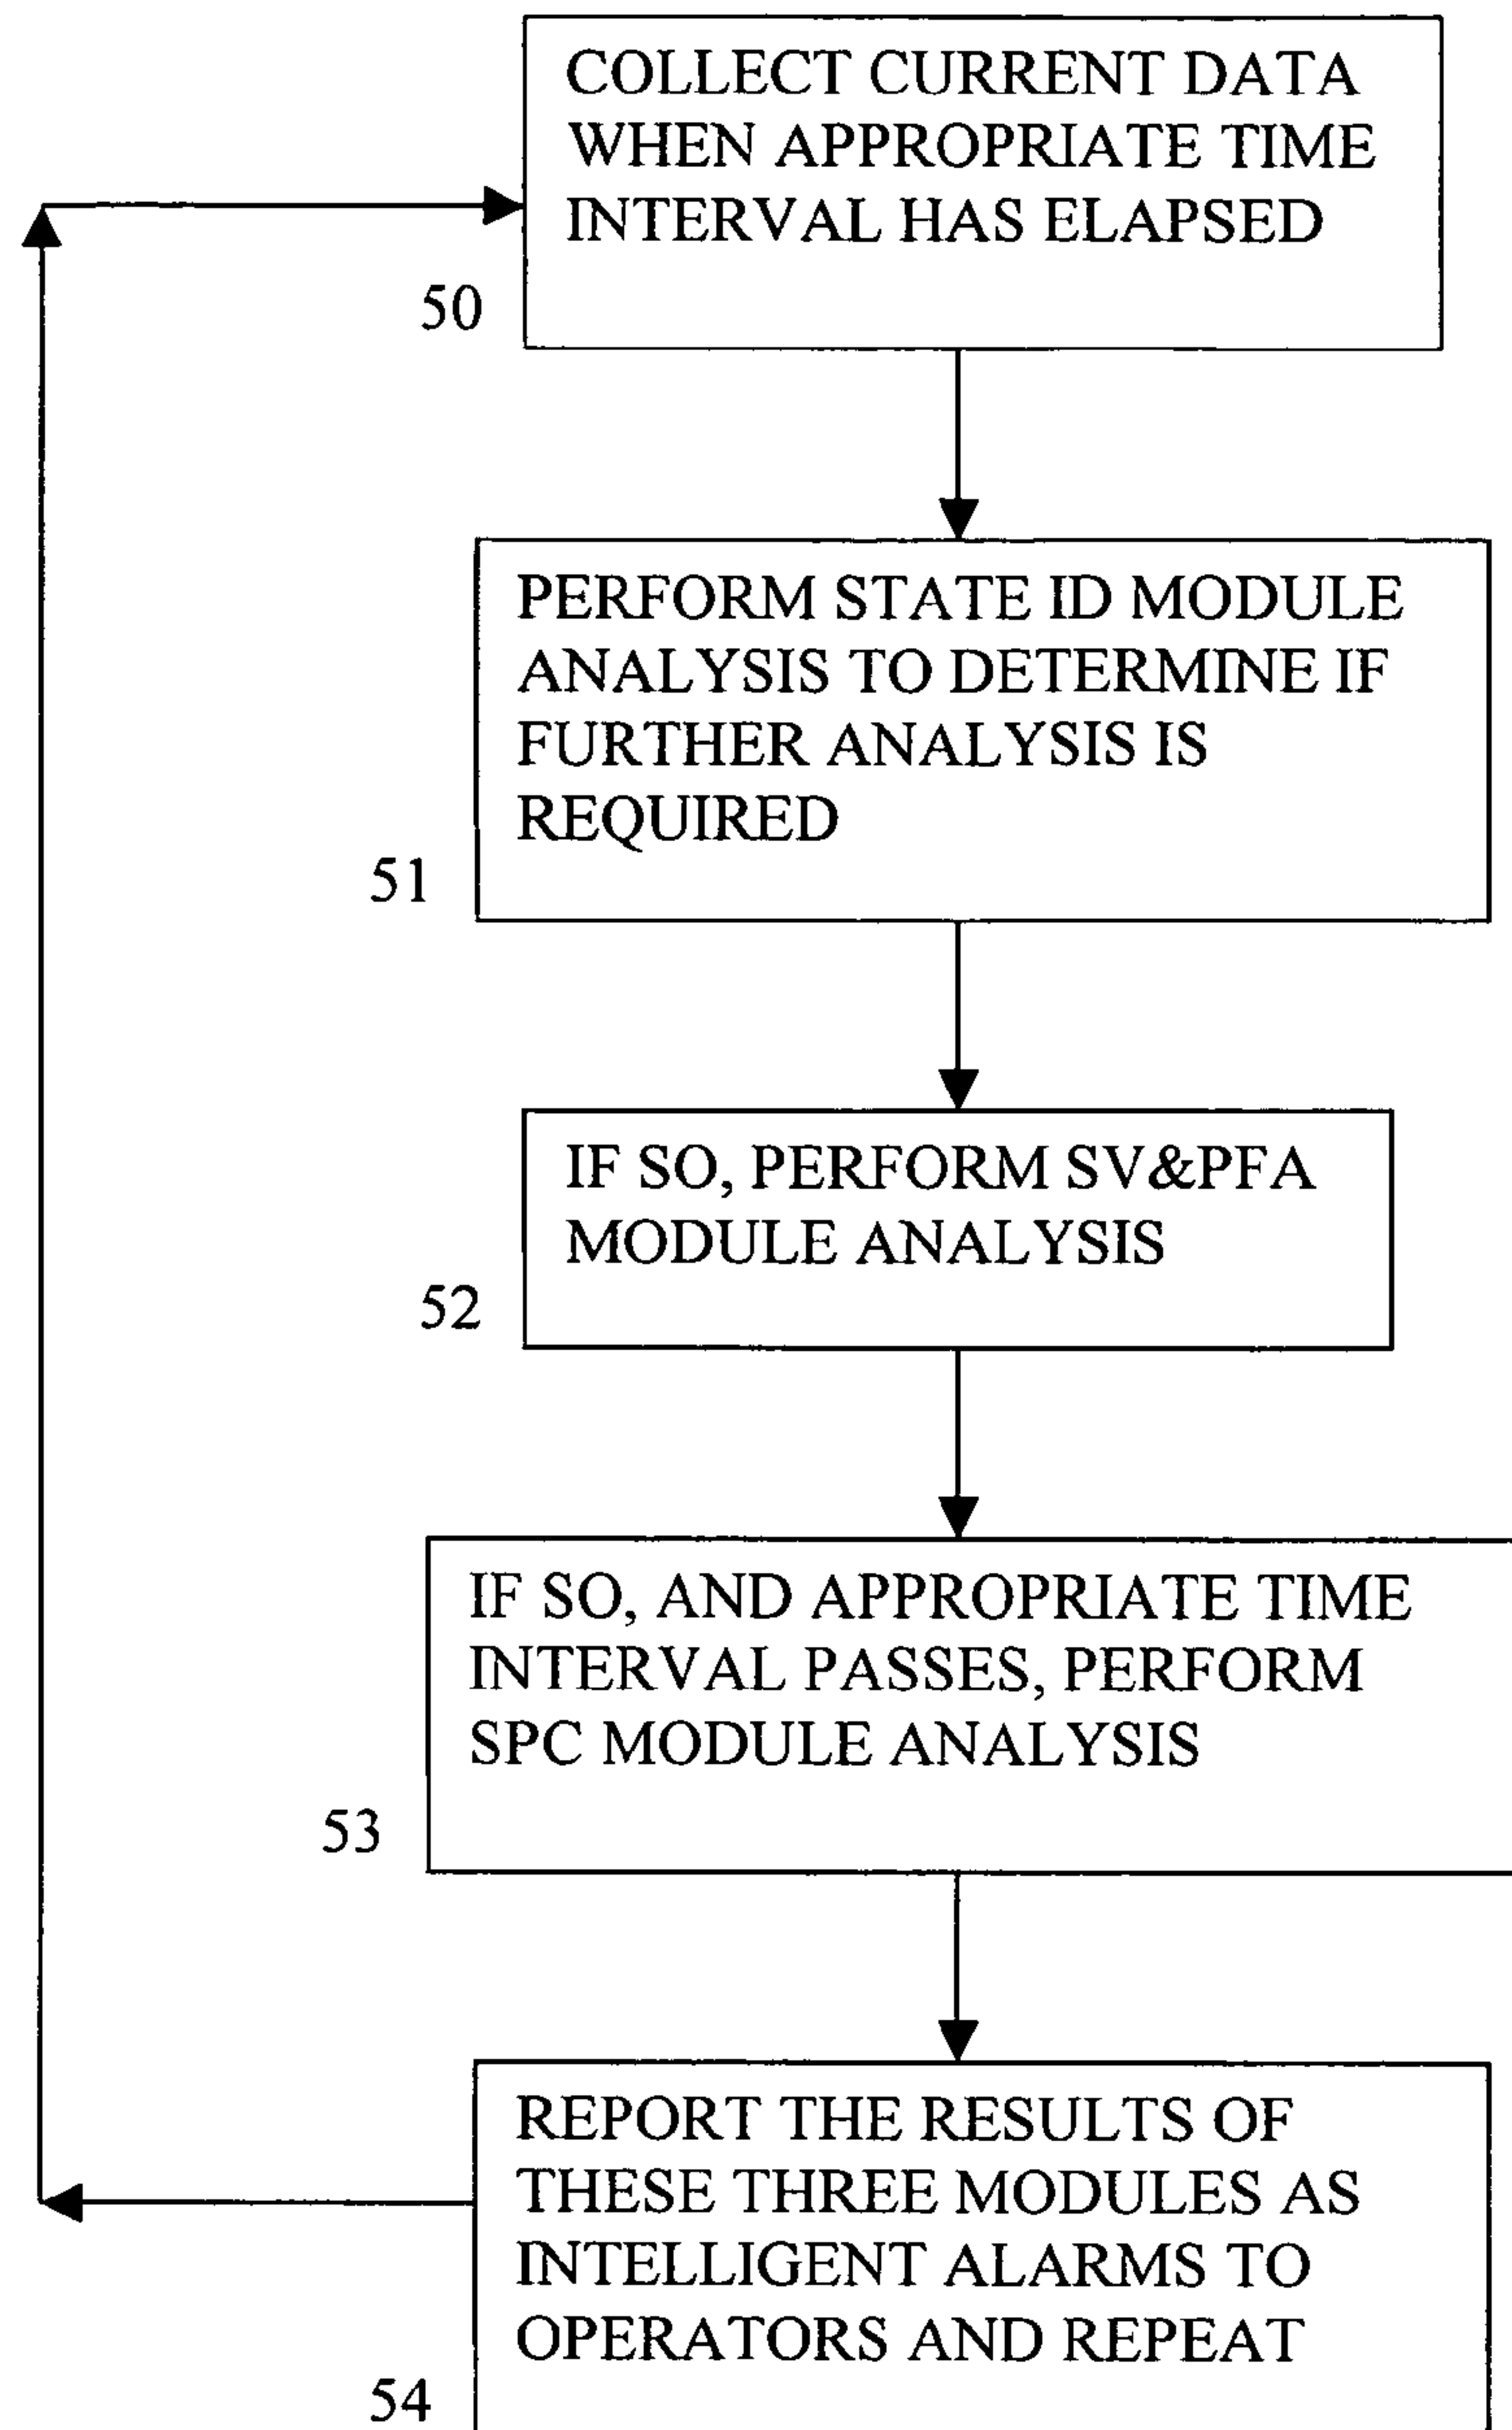 COLLECT CURRENT DATA
WHEN APPROPRIATE TIME
INTERVAL HAS ELAPSED
50
PERFORM STATE ID MODULE
ANALYSIS TO DETERMINE IF
FURTHER ANALYSIS IS
REQUIRED
51
IF SO, PERFORM SV&PFA
MODULE ANALYSIS
52
IF SO, AND APPROPRIATE TIME
INTERVAL PASSES, PERFORM
SPC MODULE ANALYSIS
53
REPORT THE RESULTS OF
THESE THREE MODULES AS
INTELLIGENT ALARMS TO
OPERATORS AND REPEAT
54